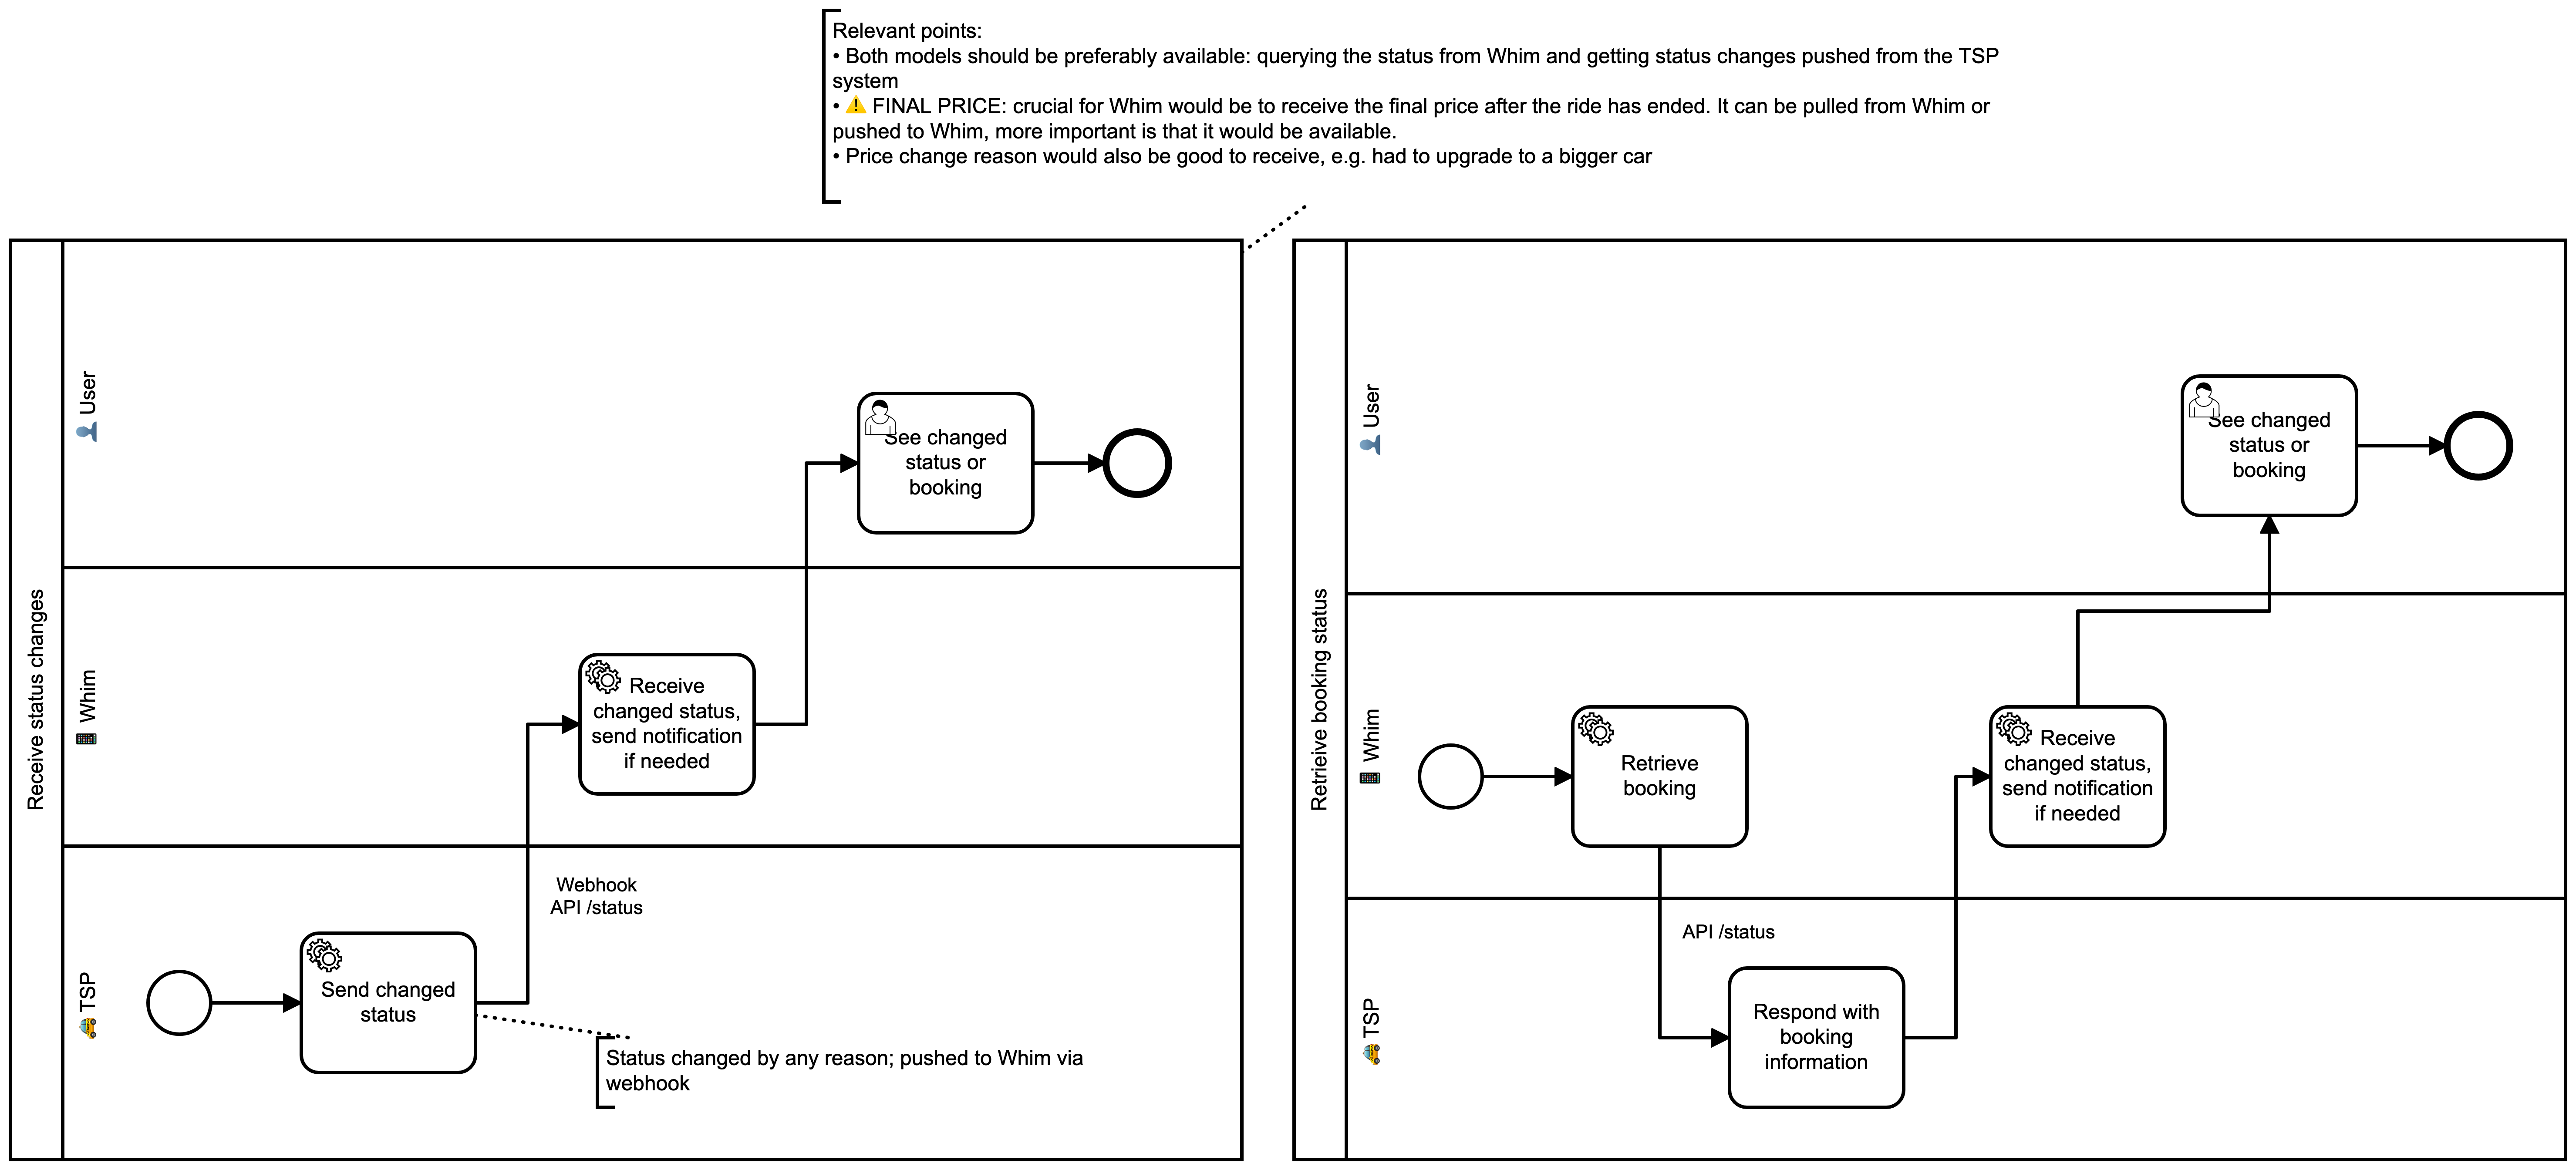 Relevant points:
• Both models should be preferably available: querying the status from Whim and getting status changes pushed from the TSP
system
• ⚠️ FINAL PRICE: crucial for Whim would be to receive the final price after the ride has ended. It can be pulled from Whim or
pushed to Whim, more important is that it would be available.
• Price change reason would also be good to receive, e.g. had to upgrade to a bigger car
Receive status changes
User
See changed
status or
booking
Whim
Receive
changed status,
send notification
if needed
Webhook
API /status
TSP
Send changed
status
Status changed by any reason; pushed to Whim via
webhook
Retrieve booking status
User
See changed
status or
booking
Whim
Retrieve
booking
Receive
changed status,
send notification
if needed
API /status
TSP
Respond with
booking
information